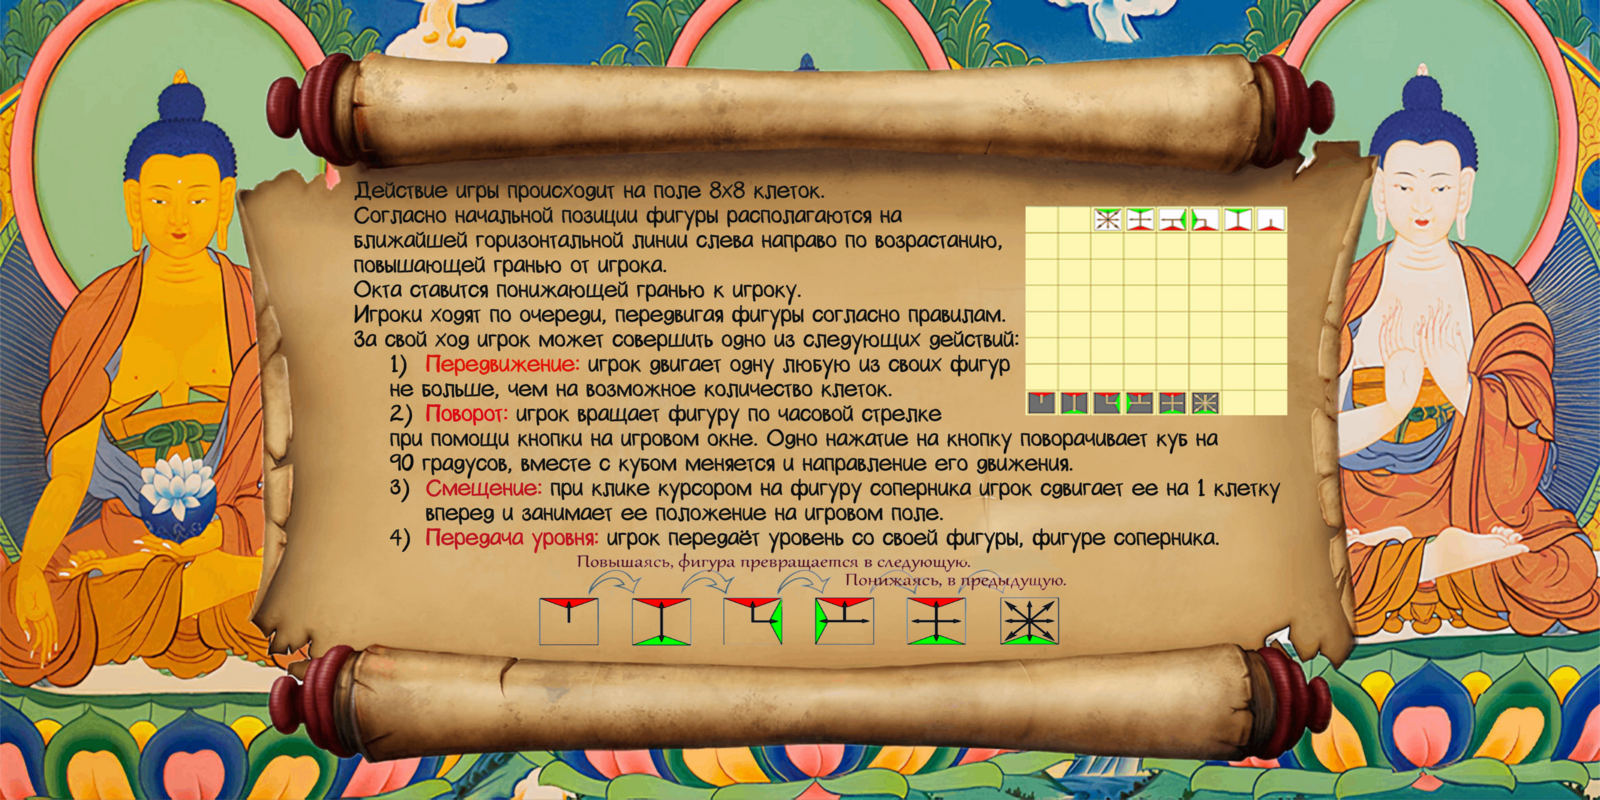 Действие игры происходит на поле 8х8 клеток.
Согласно начальной позиции фигуры располагаются на
ближайшей горизонтальной линии слева направо по возрастанию,
повышающей гранью от игрока.
Окта ставится понижающей гранью к игроку.
Игроки ходят по очереди, передвигая фигуры согласно правилам.
За свой ход игрок может совершить одно из следующих действий:
1) Передвижение: игрок двигает одну любую из своих фигур
не больше, чем на возможное количество клеток.
2) Поворот: игрок вращает фигуру по часовой стрелке
при помощи кнопки на игровом окне. Одно нажатие на кнопку поворачивает куб на
90 градусов, вместе с кубом меняется и направление его движения.
3) Смещение: при клике курсором на фигуру соперника игрок сдвигает ее на 1 клетку
вперед и занимает ее положение на игровом поле.
4) Передача уровня: игрок передаёт уровень со своей фигуры, фигуре соперника.
Повышаясь, фигура превращается в следующую.
Понижаясь, в предыдущую.